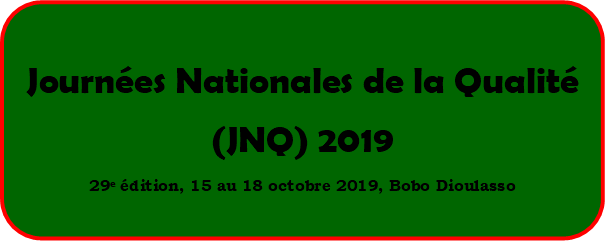 Journées Nationales de la Qualité
(JNQ) 2019
29e édition, 15 au 18 octobre 2019, Bobo Dioulasso